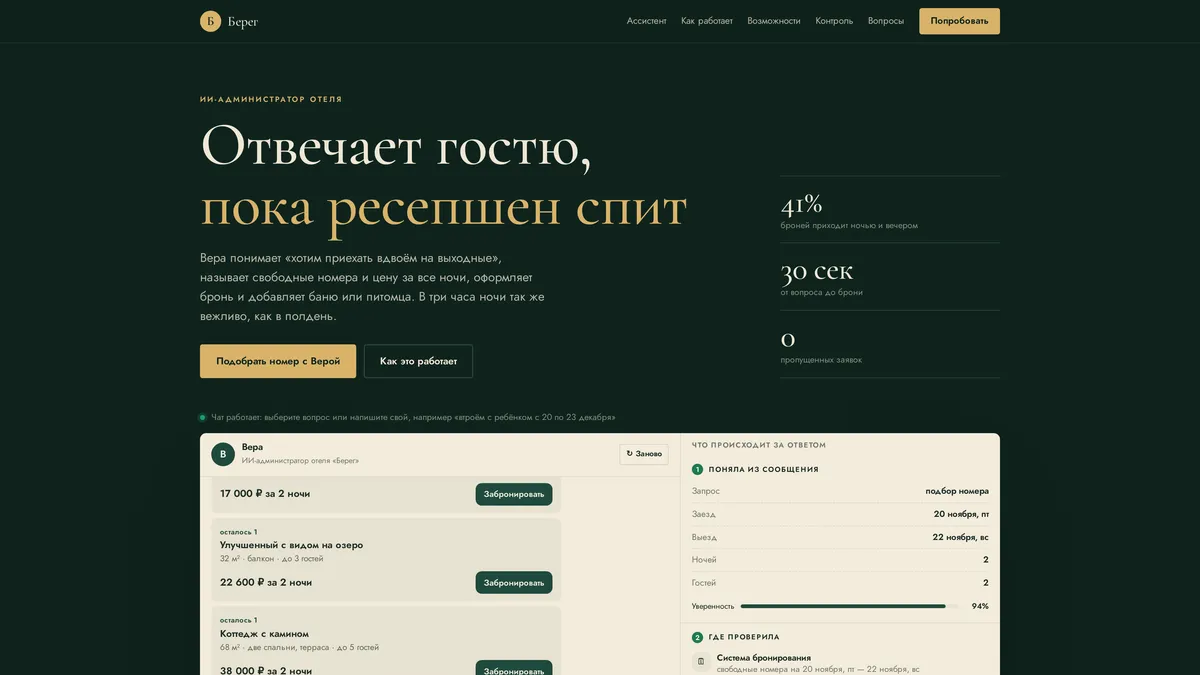 Б Берег
Ассистент Как работает Возможности Контроль Вопросы Попробовать
ИИ-АДМИНИСТРАТОР ОТЕЛЯ
Отвечает гостю,
пока ресепшен спит
Вера понимает «хотим приехать вдвоём на выходные»,
называет свободные номера и цену за все ночи, оформляет
бронь и добавляет баню или питомца. В три часа ночи так же
вежливо, как в полдень.
Подобрать номер с Верой Как это работает
41%
броней приходит ночью и вечером
30 сек
от вопроса до брони
0
пропущенных заявок
Чат работает: выберите вопрос или напишите свой, например «втроём с ребёнком с 20 по 23 декабря»
В Вера
ИИ-администратор отеля «Берег»
↻ Заново
17 000 ₽ за 2 ночи Забронировать
осталось 1
Улучшенный с видом на озеро
32 м² · балкон · до 3 гостей
22 600 ₽ за 2 ночи Забронировать
осталось 1
Коттедж с камином
68 м² · две спальни, терраса · до 5 гостей
38 000 ₽ за 2 ночи Забронировать
ЧТО ПРОИСХОДИТ ЗА ОТВЕТОМ
1 ПОНЯЛА ИЗ СООБЩЕНИЯ
Запрос подбор номера
Заезд 20 ноября, пт
Выезд 22 ноября, вс
Ночей 2
Гостей 2
Уверенность 94%
2 ГДЕ ПРОВЕРИЛА
Система бронирования
свободные номера на 20 ноября, пт — 22 ноября, вс